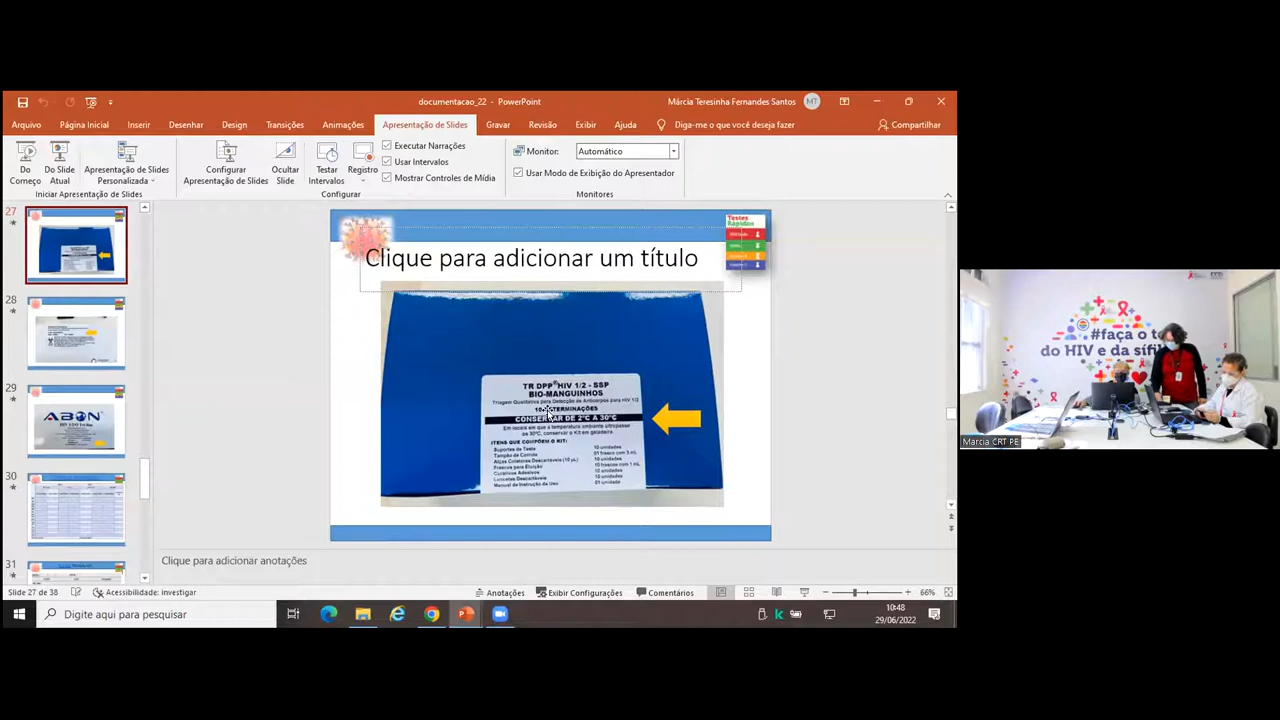 documentacao_22 - PowerPoint
Márcia Teresinha Fernandes Santos
MT
Arquivo
Página Inicial
Inserir
Desenhar
Design
Transições
Animações
Apresentação de Slides
Gravar
Revisão
Exibir
Ajuda
Diga-me o que você deseja fazer
Compartilhar
Do Começo
Do Slide Atual
Apresentação de Slides Personalizada
Iniciar Apresentação de Slides
Configurar Apresentação de Slides
Ocultar Slide
Testar Intervalos
Registro
Executar Narrações
Usar Intervalos
Mostrar Controles de Mídia
Configurar
Monitor:
Automático
Usar Modo de Exibição do Apresentador
Monitores
27
28
29
ABON
30
31
Testes
Rápidos
Clique para adicionar um título
TR DPP® HIV 1/2 - SSP
BIO-MANGUINHOS
Triagem Qualitativa para Detecção de Anticorpos para HIV 1/2
CONSERVAR DE 2°C A 30°C
Em locais em que a temperatura ambiente ultrapasse
os 30°C, conservar o Kit em geladeira.
ITENS QUE COMPÕEM O KIT:
Suportes de Teste 10 unidades
Tampão de Corrida 01 frasco com 3 mL
Alças Coletoras Descartáveis (10 µL) 10 unidades
Frascos para Eluição 10 frascos com 1 mL
Curativos Adesivos 10 unidades
Lancetas Descartáveis 10 unidades
Manual de Instrução de Uso 01 unidade
#faça o te
do HIV e da sífil
Marcia CRT PE
Clique para adicionar anotações
Slide 27 de 38
Acessibilidade: investigar
Anotações
Exibir Configurações
Comentários
66%
Digite aqui para pesquisar
10:48
29/06/2022